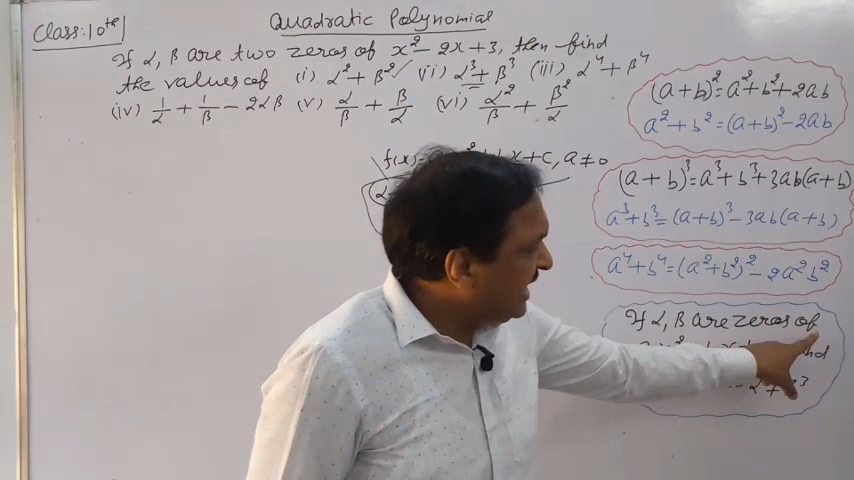 Class: 10th
Quadratic Polynomial
If α, β are two zeros of x² - 2x + 3, then find
the values of (i) α² + β² ✓ (ii) α³ + β³ (iii) α⁴ + β⁴
(iv) 1/α + 1/β - 2αβ (v) α/β + β/α (vi) α²/β + β²/α
f(x) = x + c, a ≠ 0
(a + b)² = a² + b² + 2ab
a² + b² = (a + b)² - 2ab
(a + b)³ = a³ + b³ + 3ab(a + b)
a³ + b³ = (a + b)³ - 3ab(a + b)
a⁴ + b⁴ = (a² + b²)² - 2a²b²
If α, β are zeros of